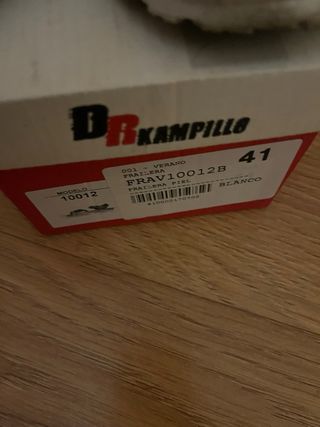 DR KAMPILLO
41
001 - VERANO
FRAILERA
FRAV10012B
FRAILERA PIEL
BLANCO
MODELO
10012